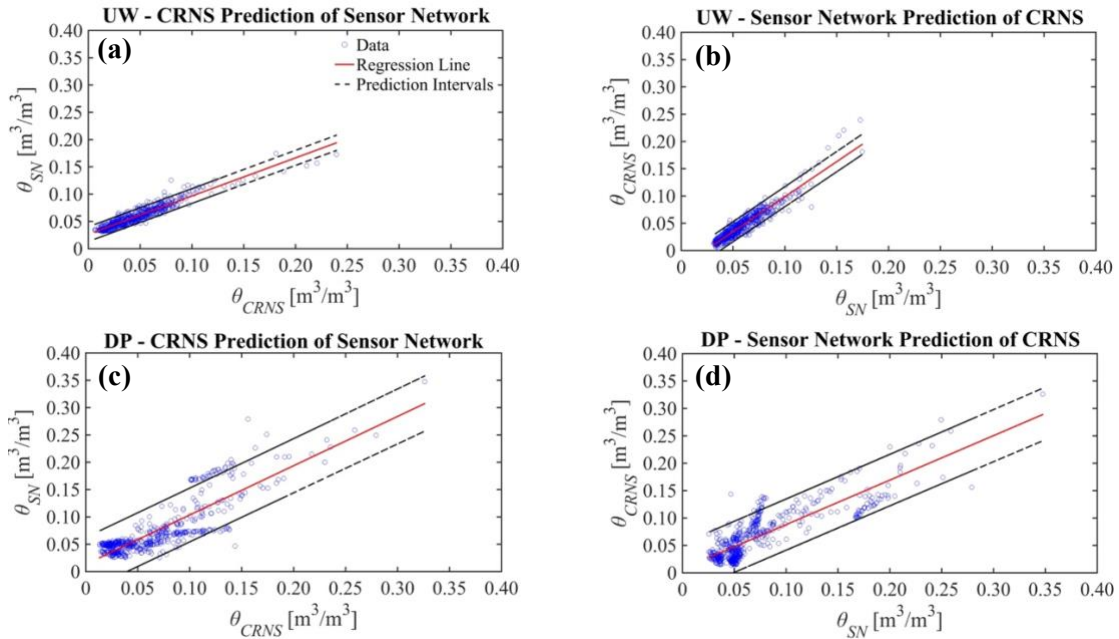 UW - CRNS Prediction of Sensor Network
(a)
Data
Regression Line
Prediction Intervals
0.40
0.35
0.30
0.25
0.20
0.15
0.10
0.05
0
θSN [m³/m³]
0 0.05 0.10 0.15 0.20 0.25 0.30 0.35 0.40
θCRNS [m³/m³]
UW - Sensor Network Prediction of CRNS
(b)
0.40
0.35
0.30
0.25
0.20
0.15
0.10
0.05
0
θCRNS [m³/m³]
0 0.05 0.10 0.15 0.20 0.25 0.30 0.35 0.40
θSN [m³/m³]
DP - CRNS Prediction of Sensor Network
(c)
0.40
0.35
0.30
0.25
0.20
0.15
0.10
0.05
0
θSN [m³/m³]
0 0.05 0.10 0.15 0.20 0.25 0.30 0.35 0.40
θCRNS [m³/m³]
DP - Sensor Network Prediction of CRNS
(d)
0.40
0.35
0.30
0.25
0.20
0.15
0.10
0.05
0
θCRNS [m³/m³]
0 0.05 0.10 0.15 0.20 0.25 0.30 0.35 0.40
θSN [m³/m³]